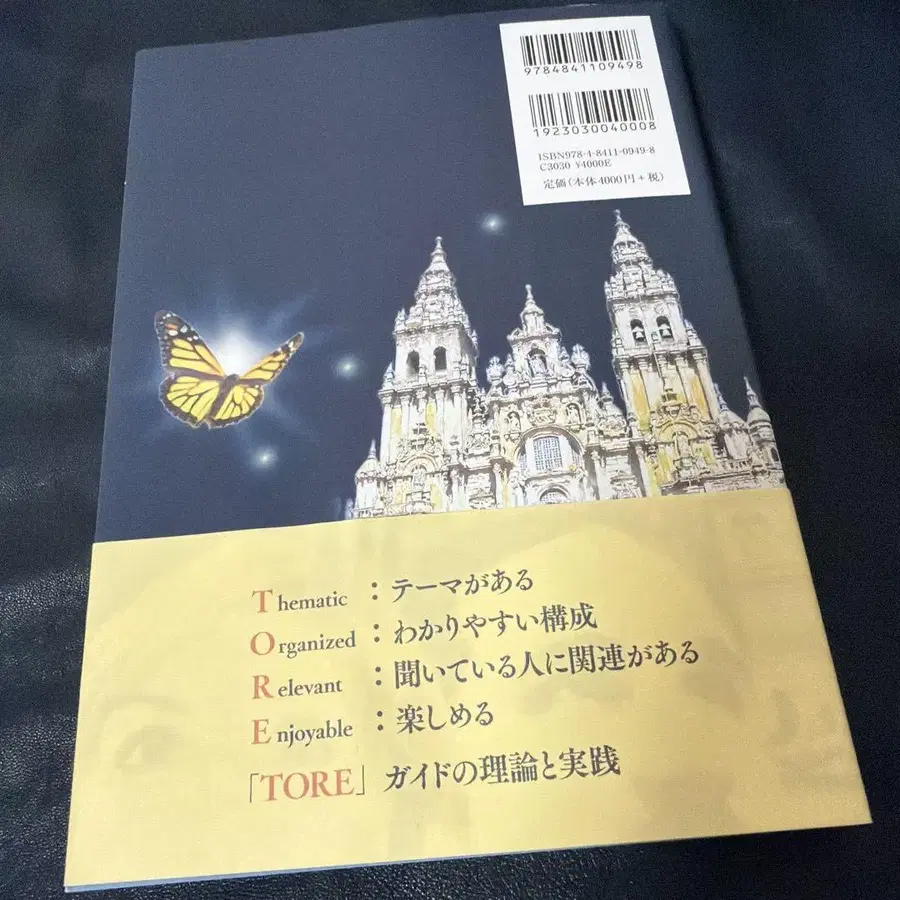 9784841109498
1923030040008
ISBN978-4-8411-0949-8
C3030 ¥4000E
定価(本体4000円+税)
Thematic:テーマがある
Organized:わかりやすい構成
Relevant:聞いている人に関連がある
Enjoyable:楽しめる
「TORE」ガイドの理論と実践